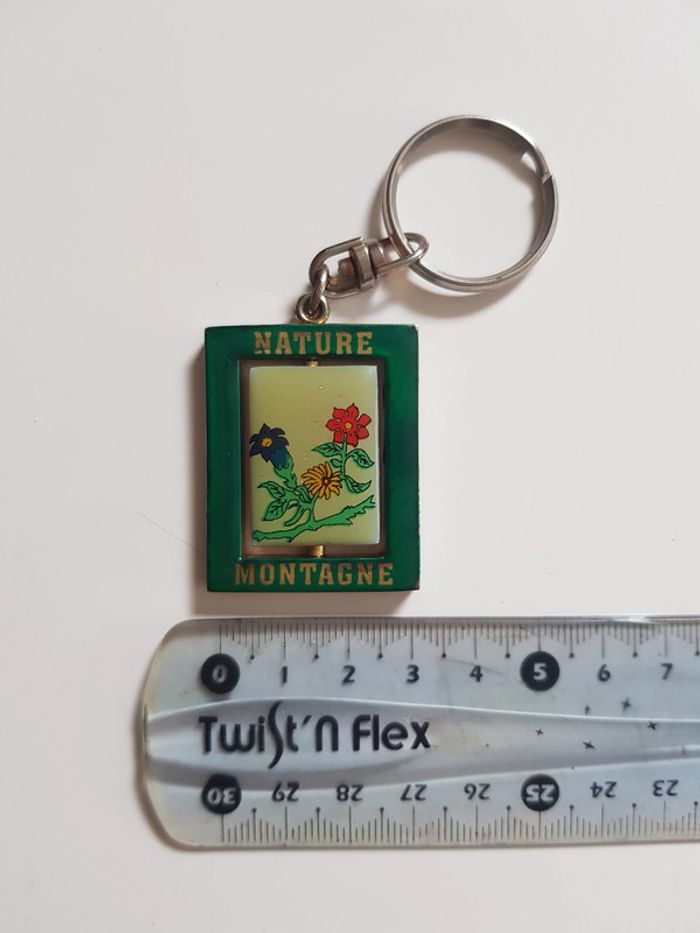 NATURE
MONTAGNE
0 1 2 3 4 5 6 7
Twist'n Flex
30 29 28 27 26 25 24 23